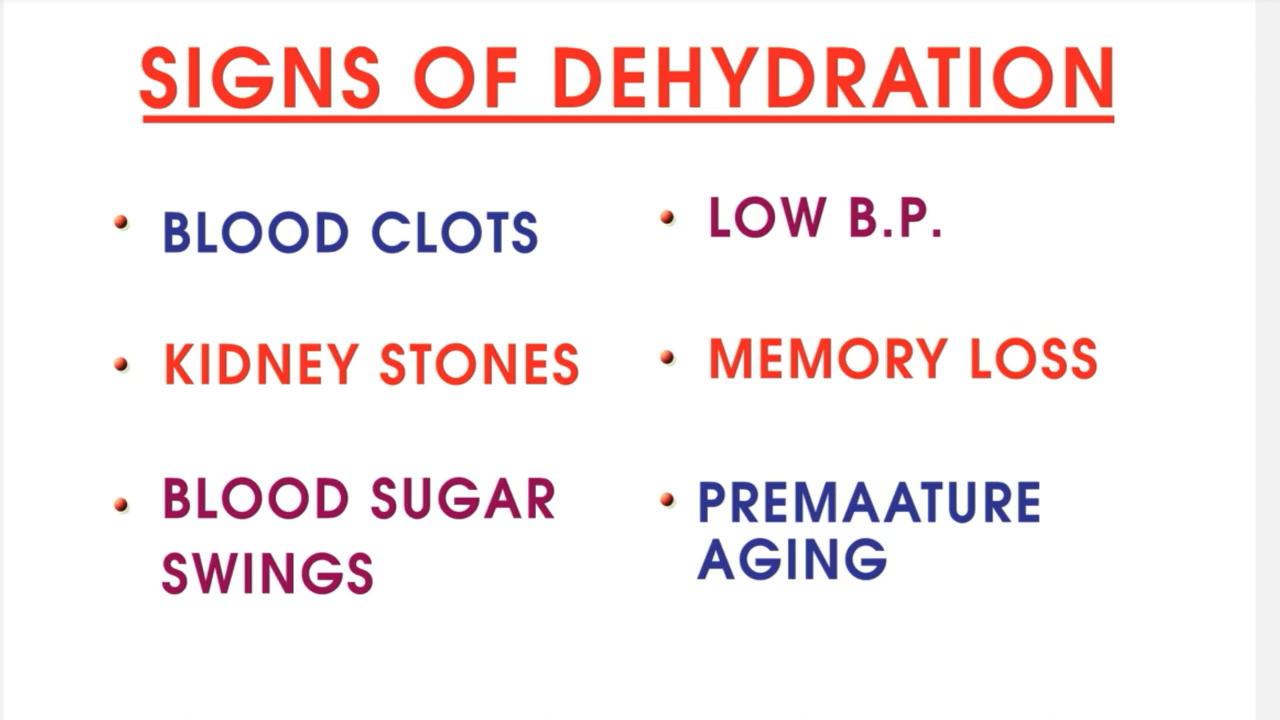 SIGNS OF DEHYDRATION
BLOOD CLOTS
KIDNEY STONES
BLOOD SUGAR
SWINGS
LOW B.P.
MEMORY LOSS
PREMAATURE
AGING